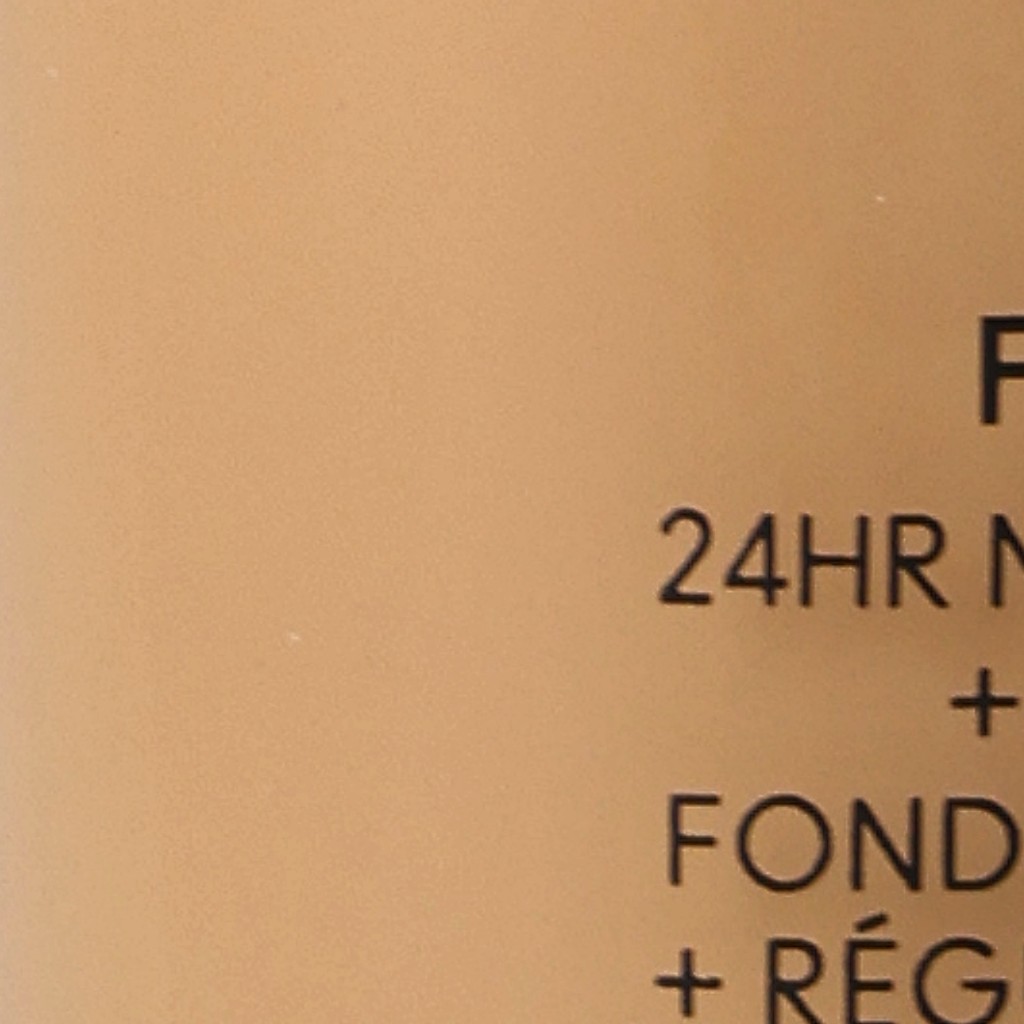 F
24HR N
+
FOND
+ RÉG